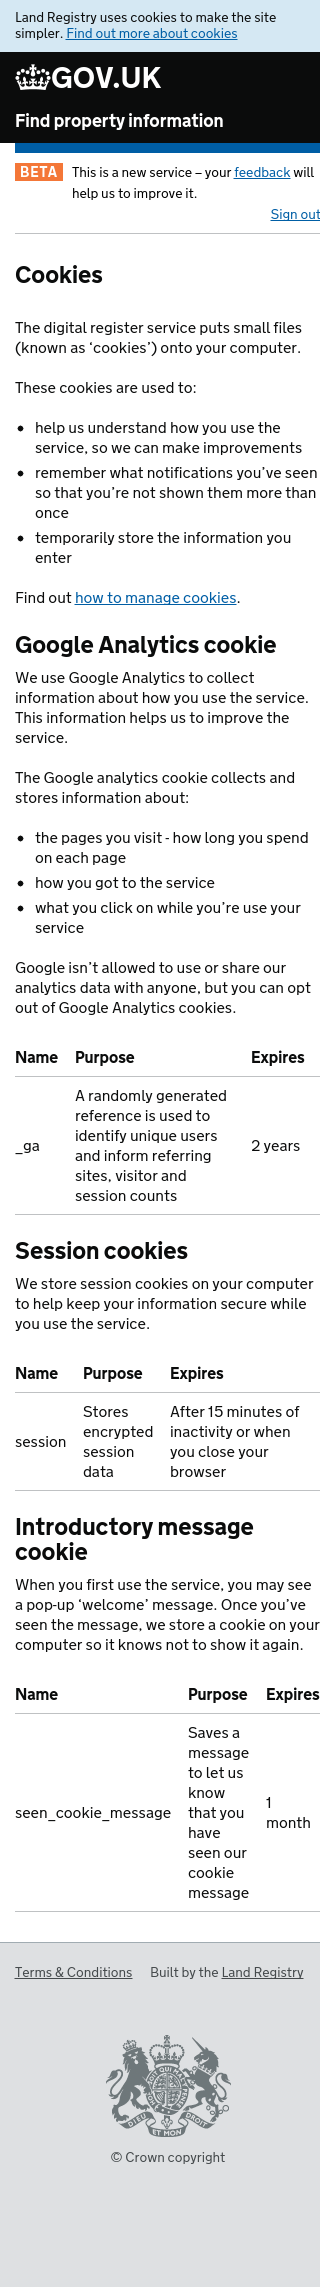 Land Registry uses cookies to make the site
simpler. Find out more about cookies
GOV.UK
Find property information
BETA This is a new service – your feedback will
help us to improve it.
Sign out
Cookies
The digital register service puts small files
(known as ‘cookies’) onto your computer.
These cookies are used to:
• help us understand how you use the
service, so we can make improvements
• remember what notifications you’ve seen
so that you’re not shown them more than
once
• temporarily store the information you
enter
Find out how to manage cookies.
Google Analytics cookie
We use Google Analytics to collect
information about how you use the service.
This information helps us to improve the
service.
The Google analytics cookie collects and
stores information about:
• the pages you visit - how long you spend
on each page
• how you got to the service
• what you click on while you’re use your
service
Google isn’t allowed to use or share our
analytics data with anyone, but you can opt
out of Google Analytics cookies.
Name Purpose Expires
A randomly generated
reference is used to
identify unique users
_ga and inform referring 2 years
sites, visitor and
session counts
Session cookies
We store session cookies on your computer
to help keep your information secure while
you use the service.
Name Purpose Expires
Stores After 15 minutes of
encrypted inactivity or when
session session you close your
data browser
Introductory message
cookie
When you first use the service, you may see
a pop-up ‘welcome’ message. Once you’ve
seen the message, we store a cookie on your
computer so it knows not to show it again.
Name Purpose Expires
Saves a
message
to let us
know
seen_cookie_message that you 1
have month
seen our
cookie
message
Terms & Conditions Built by the Land Registry
DIEU ET MON DROIT
© Crown copyright